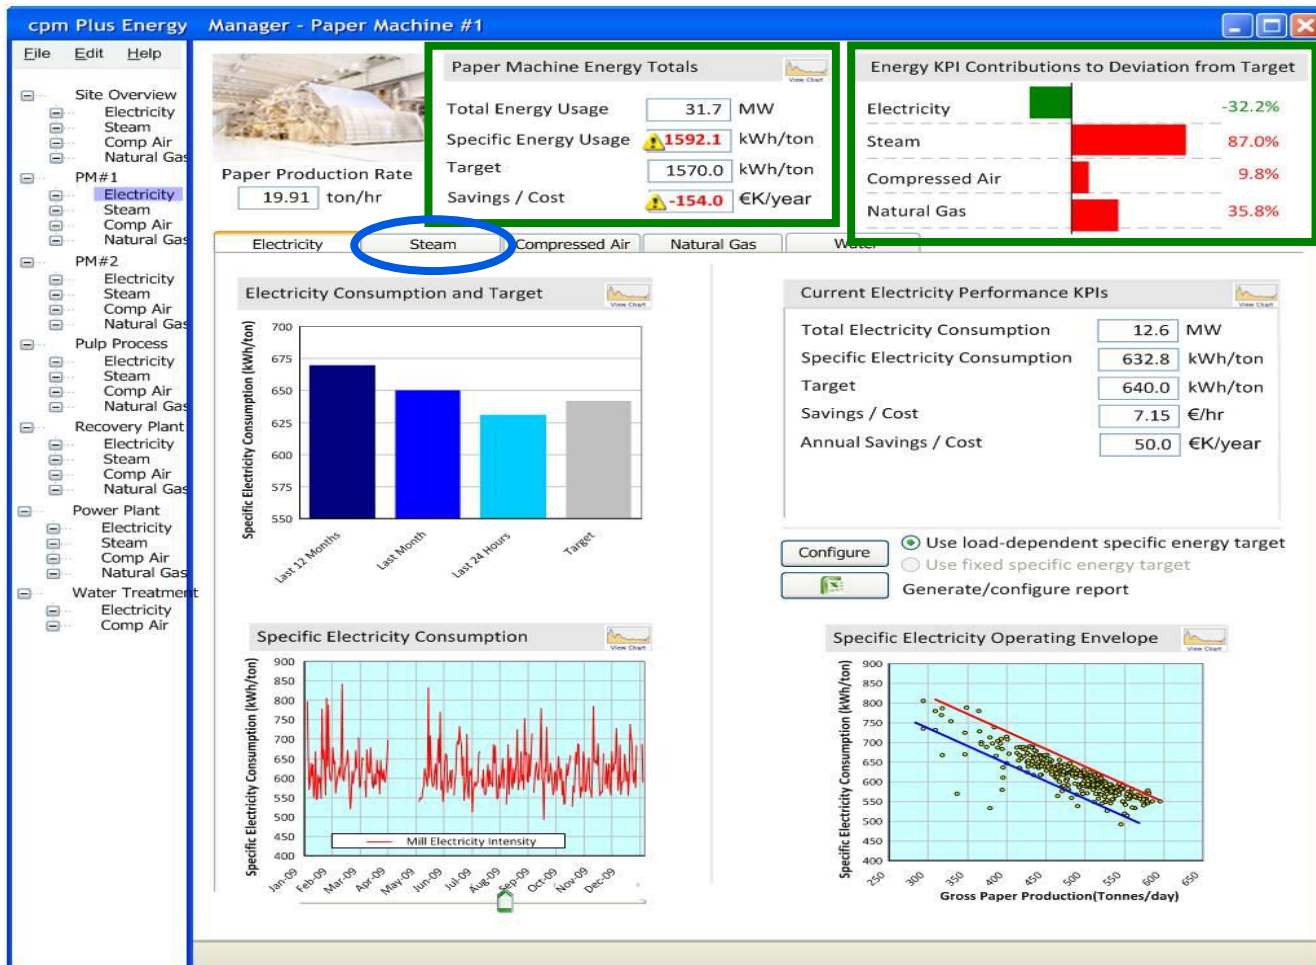 cpm Plus Energy Manager - Paper Machine #1
File Edit Help
Site Overview
Electricity
Steam
Comp Air
Natural Gas
PM#1
Electricity
Steam
Comp Air
Natural Gas
PM#2
Electricity
Steam
Comp Air
Natural Gas
Pulp Process
Electricity
Steam
Comp Air
Natural Gas
Recovery Plant
Electricity
Steam
Comp Air
Natural Gas
Power Plant
Electricity
Steam
Comp Air
Natural Gas
Water Treatment
Electricity
Comp Air
Paper Production Rate
19.91 ton/hr
Paper Machine Energy Totals
View Chart
Total Energy Usage 31.7 MW
Specific Energy Usage 1592.1 kWh/ton
Target 1570.0 kWh/ton
Savings / Cost -154.0 €K/year
Energy KPI Contributions to Deviation from Target
Electricity -32.2%
Steam 87.0%
Compressed Air 9.8%
Natural Gas 35.8%
Electricity Steam Compressed Air Natural Gas Water
Electricity Consumption and Target
View Chart
Specific Electricity Consumption (kWh/ton)
700
675
650
625
600
575
550
Last 12 Months Last Month Last 24 Hours Target
Current Electricity Performance KPIs
View Chart
Total Electricity Consumption 12.6 MW
Specific Electricity Consumption 632.8 kWh/ton
Target 640.0 kWh/ton
Savings / Cost 7.15 €/hr
Annual Savings / Cost 50.0 €K/year
Configure
Use load-dependent specific energy target
Use fixed specific energy target
Generate/configure report
Specific Electricity Consumption
View Chart
Specific Electricity Consumption (kWh/ton)
900
850
800
750
700
650
600
550
500
450
400
Mill Electricity Intensity
Jan-09 Feb-09 Mar-09 Apr-09 May-09 Jun-09 Jul-09 Aug-09 Sep-09 Oct-09 Nov-09 Dec-09
Specific Electricity Operating Envelope
View Chart
Specific Electricity Consumption (kWh/ton)
900
850
800
750
700
650
600
550
500
450
400
250 300 350 400 450 500 550 600 650
Gross Paper Production(Tonnes/day)